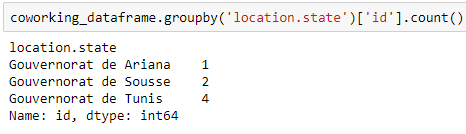 coworking_dataframe.groupby('location.state')['id'].count()
location.state
Gouvernorat de Ariana    1
Gouvernorat de Sousse    2
Gouvernorat de Tunis     4
Name: id, dtype: int64